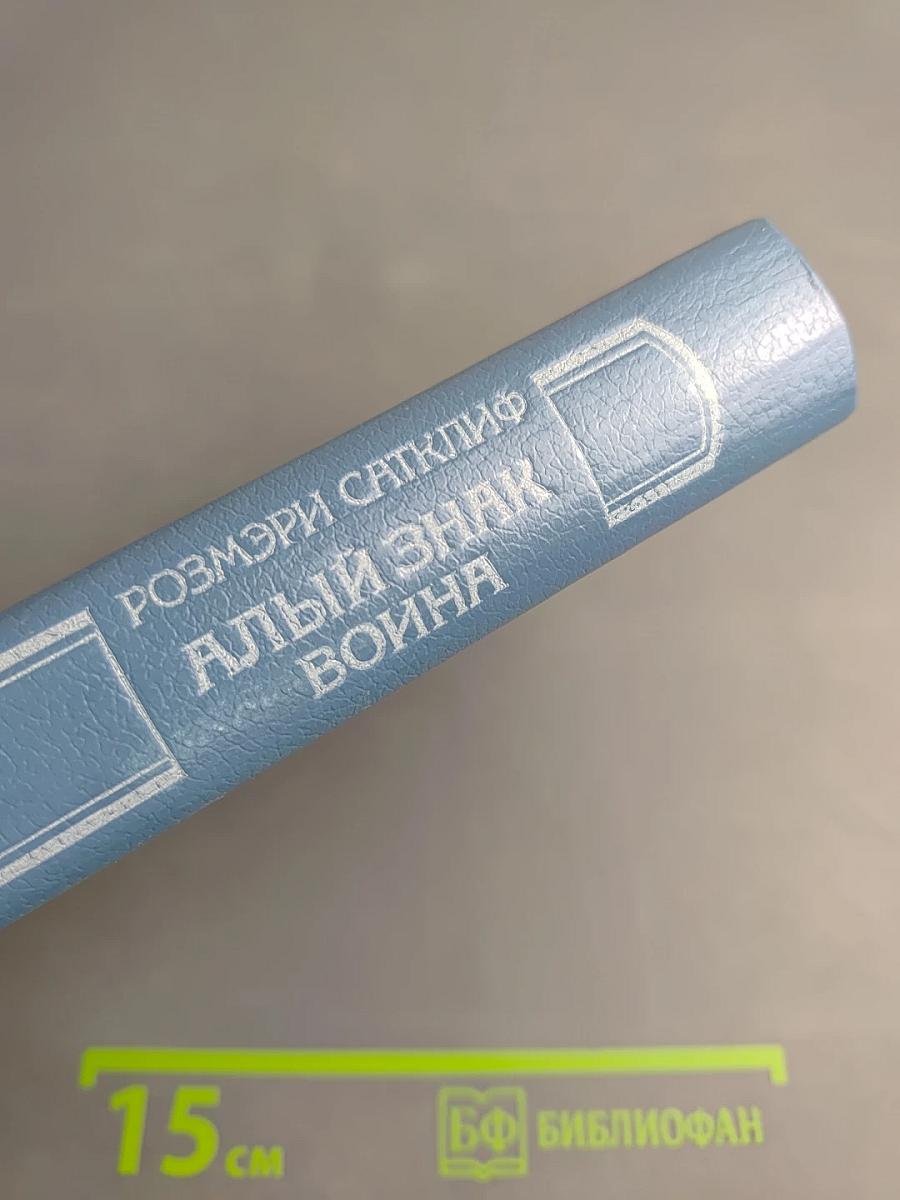 РОЗМЭРИ САТКЛИФ
АЛЫЙ ЗНАК
ВОИНА
15 см
БФ БИБЛИОФАН